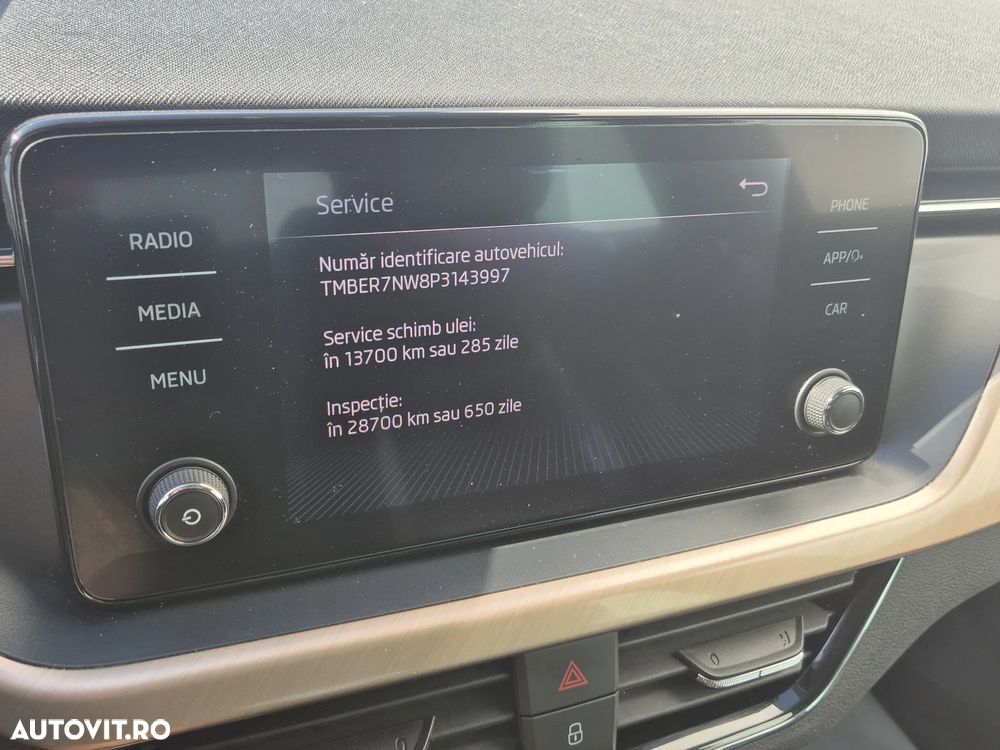 Service
Număr identificare autovehicul:
TMBER7NW8P3143997
Service schimb ulei:
în 13700 km sau 285 zile
Inspecție:
în 28700 km sau 650 zile
RADIO
MEDIA
MENU
PHONE
APP/
CAR
0
AUTOVIT.RO